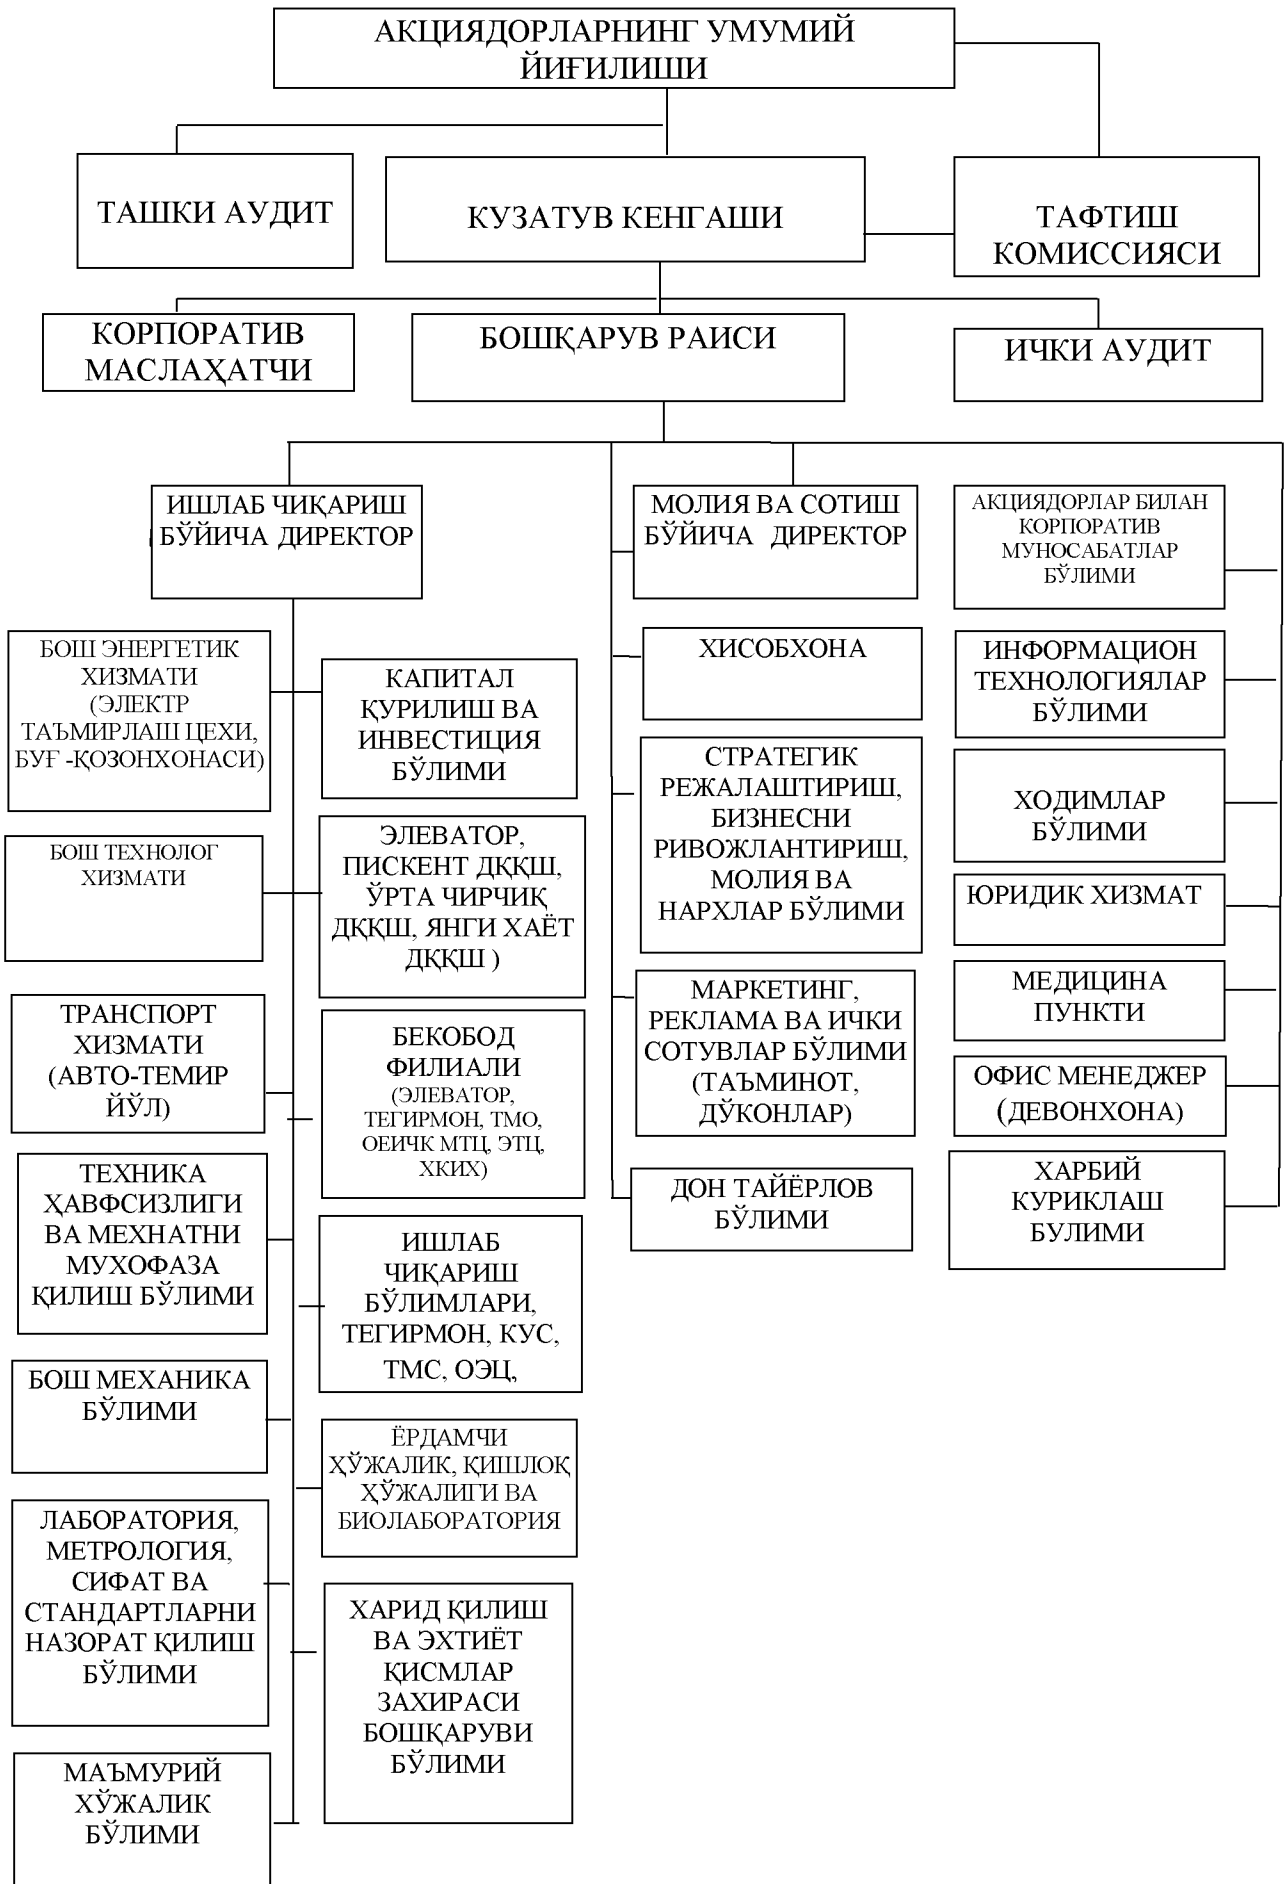 АКЦИЯДОРЛАРНИНГ УМУМИЙ
ЙИҒИЛИШИ
ТАШКИ АУДИТ
КУЗАТУВ КЕНГАШИ
ТАФТИШ
КОМИССИЯСИ
КОРПОРАТИВ
МАСЛАҲАТЧИ
БОШҚАРУВ РАИСИ
ИЧКИ АУДИТ
ИШЛАБ ЧИҚАРИШ
БЎЙИЧА ДИРЕКТОР
МОЛИЯ ВА СОТИШ
БЎЙИЧА ДИРЕКТОР
АКЦИЯДОРЛАР БИЛАН
КОРПОРАТИВ
МУНОСАБАТЛАР
БЎЛИМИ
БОШ ЭНЕРГЕТИК
ХИЗМАТИ
(ЭЛЕКТР
ТАЪМИРЛАШ ЦЕХИ,
БУҒ -ҚОЗОНХОНАСИ)
КАПИТАЛ
ҚУРИЛИШ ВА
ИНВЕСТИЦИЯ
БЎЛИМИ
ХИСОБХОНА
ИНФОРМАЦИОН
ТЕХНОЛОГИЯЛАР
БЎЛИМИ
БОШ ТЕХНОЛОГ
ХИЗМАТИ
ЭЛЕВАТОР,
ПИСКЕНТ ДҚҚШ,
ЎРТА ЧИРЧИҚ
ДҚҚШ, ЯНГИ ХАЁТ
ДҚҚШ )
СТРАТЕГИК
РЕЖАЛАШТИРИШ,
БИЗНЕСНИ
РИВОЖЛАНТИРИШ,
МОЛИЯ ВА
НАРХЛАР БЎЛИМИ
ХОДИМЛАР
БЎЛИМИ
ЮРИДИК ХИЗМАТ
ТРАНСПОРТ
ХИЗМАТИ
(АВТО-ТЕМИР
ЙЎЛ)
БЕКОБОД
ФИЛИАЛИ
(ЭЛЕВАТОР,
ТЕГИРМОН, ТМО,
ОЕИЧК МТЦ, ЭТЦ,
ХКИХ)
МАРКЕТИНГ,
РЕКЛАМА ВА ИЧКИ
СОТУВЛАР БЎЛИМИ
(ТАЪМИНОТ,
ДЎКОНЛАР)
МЕДИЦИНА
ПУНКТИ
ОФИС МЕНЕДЖЕР
(ДЕВОНХОНА)
ТЕХНИКА
ҲАВФСИЗЛИГИ
ВА МЕХНАТНИ
МУХОФАЗА
ҚИЛИШ БЎЛИМИ
ИШЛАБ
ЧИҚАРИШ
БЎЛИМЛАРИ,
ТЕГИРМОН, КУС,
ТМС, ОЭЦ,
ДОН ТАЙЁРЛОВ
БЎЛИМИ
ХАРБИЙ
КУРИКЛАШ
БУЛИМИ
БОШ МЕХАНИКА
БЎЛИМИ
ЁРДАМЧИ
ҲЎЖАЛИК, ҚИШЛОҚ
ҲЎЖАЛИГИ ВА
БИОЛАБОРАТОРИЯ
ЛАБОРАТОРИЯ,
МЕТРОЛОГИЯ,
СИФАТ ВА
СТАНДАРТЛАРНИ
НАЗОРАТ ҚИЛИШ
БЎЛИМИ
ХАРИД ҚИЛИШ
ВА ЭХТИЁТ
ҚИСМЛАР
ЗАХИРАСИ
БОШҚАРУВИ
БЎЛИМИ
МАЪМУРИЙ
ХЎЖАЛИК
БЎЛИМИ